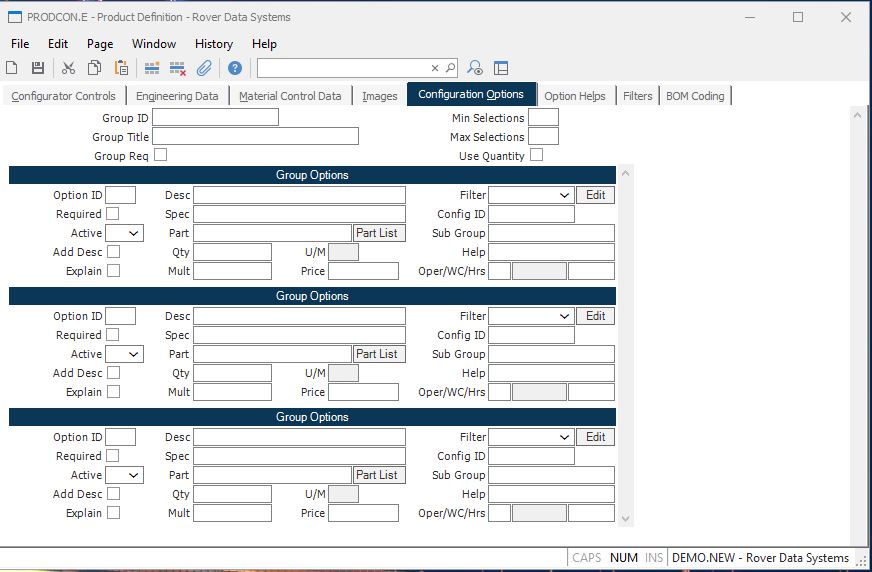 PRODCON.E - Product Definition - Rover Data Systems
File Edit Page Window History Help
Configurator Controls Engineering Data Material Control Data Images Configuration Options Option Helps Filters BOM Coding
Group ID Min Selections
Group Title Max Selections
Group Req Use Quantity
Group Options
Option ID Desc Filter Edit
Required Spec Config ID
Active Part Part List Sub Group
Add Desc Qty U/M Help
Explain Mult Price Oper/WC/Hrs
Group Options
Option ID Desc Filter Edit
Required Spec Config ID
Active Part Part List Sub Group
Add Desc Qty U/M Help
Explain Mult Price Oper/WC/Hrs
Group Options
Option ID Desc Filter Edit
Required Spec Config ID
Active Part Part List Sub Group
Add Desc Qty U/M Help
Explain Mult Price Oper/WC/Hrs
CAPS NUM INS DEMO.NEW - Rover Data Systems